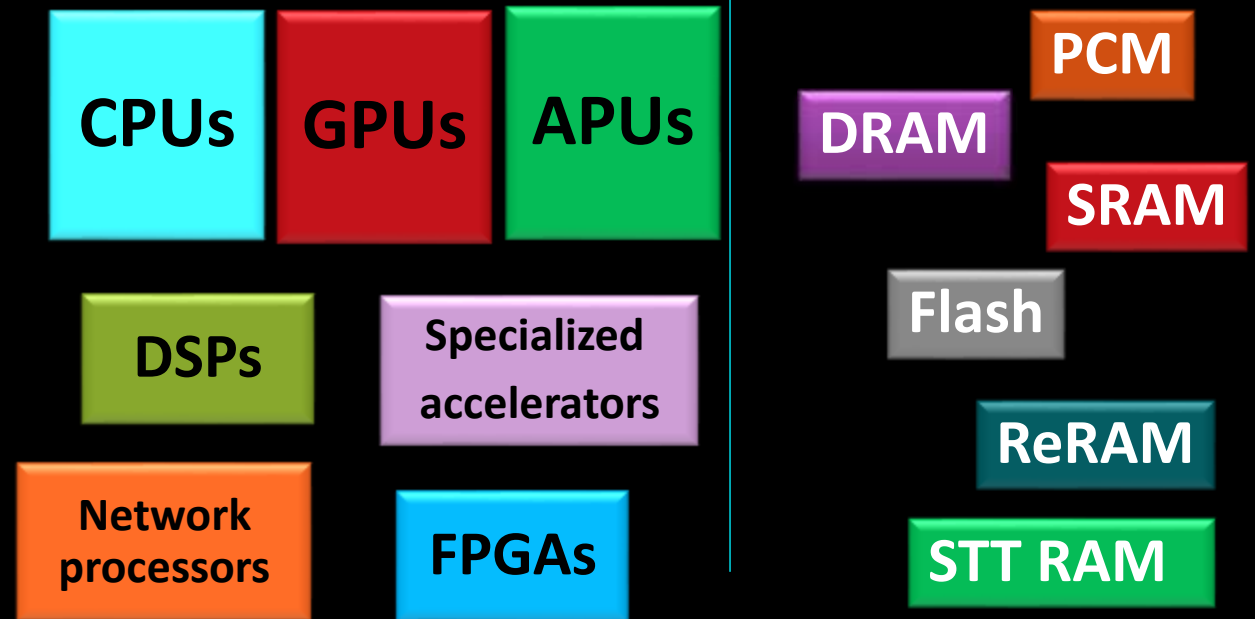 CPUs
GPUs
APUs
DSPs
Specialized
accelerators
Network
processors
FPGAs
PCM
DRAM
SRAM
Flash
ReRAM
STT RAM